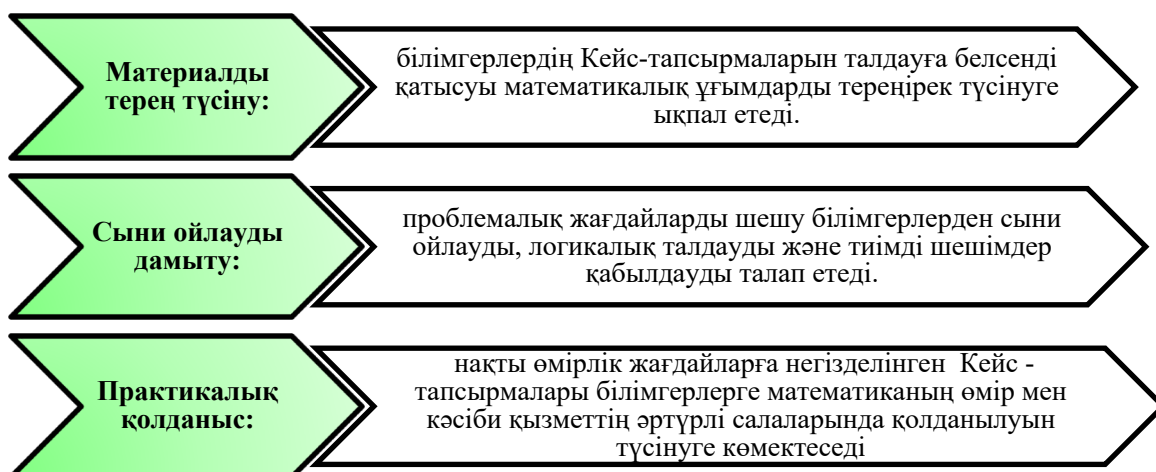 Материалды
терең түсіну:
білімгерлердің Кейс-тапсырмаларын талдауға белсенді
қатысуы математикалық ұғымдарды тереңірек түсінуге
ықпал етеді.
Сыни ойлауды
дамыту:
проблемалық жағдайларды шешу білімгерлерден сыни
ойлауды, логикалық талдауды және тиімді шешімдер
қабылдауды талап етеді.
Практикалық
қолданыс:
нақты өмірлік жағдайларға негізделінген Кейс -
тапсырмалары білімгерлерге математиканың өмір мен
кәсіби қызметтің әртүрлі салаларында қолданылуын
түсінуге көмектеседі